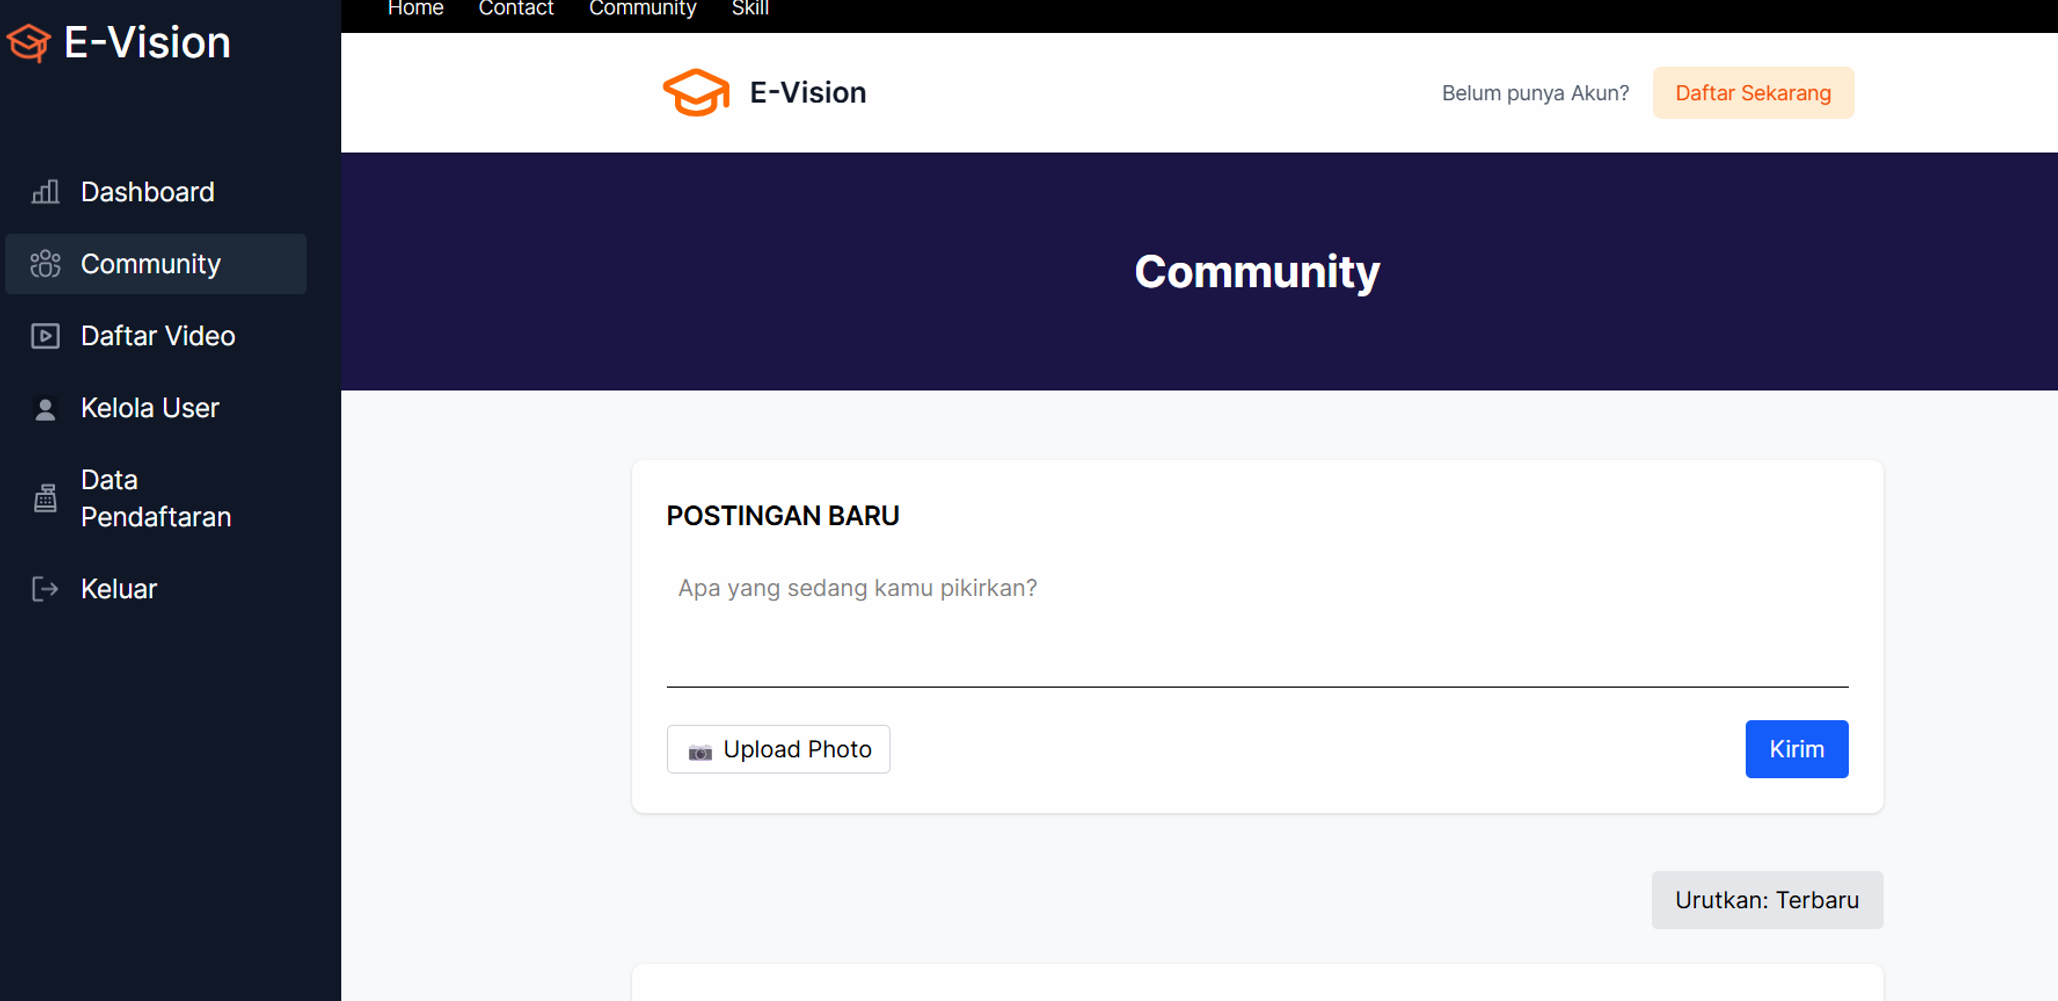 E-Vision
Dashboard
Community
Daftar Video
Kelola User
Data
Pendaftaran
Keluar
Home Contact Community Skill
E-Vision
Belum punya Akun? Daftar Sekarang
Community
POSTINGAN BARU
Apa yang sedang kamu pikirkan?
Upload Photo
Kirim
Urutkan: Terbaru